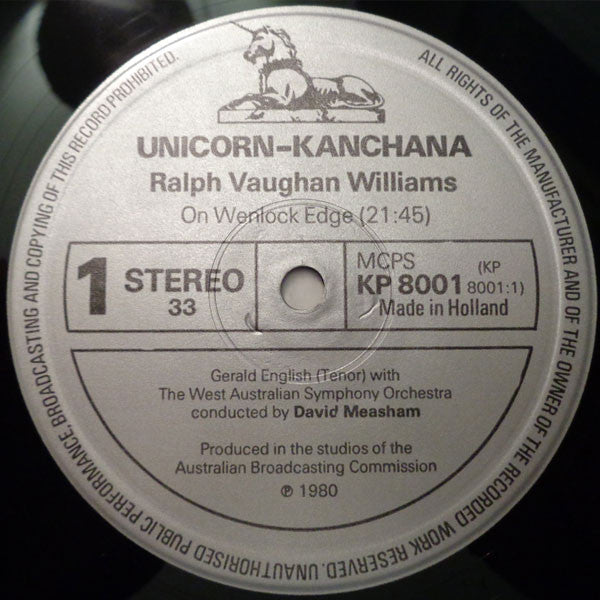 ALL RIGHTS OF THE MANUFACTURER AND OF THE OWNER OF THE RECORDED WORK RESERVED. UNAUTHORISED PUBLIC PERFORMANCE, BROADCASTING AND COPYING OF THIS RECORD PROHIBITED.
UNICORN-KANCHANA
Ralph Vaughan Williams
On Wenlock Edge (21:45)
1 STEREO
33
MCPS
KP 8001 (KP 8001:1)
Made in Holland
Gerald English (Tenor) with
The West Australian Symphony Orchestra
conducted by David Measham
Produced in the studios of the
Australian Broadcasting Commission
℗ 1980